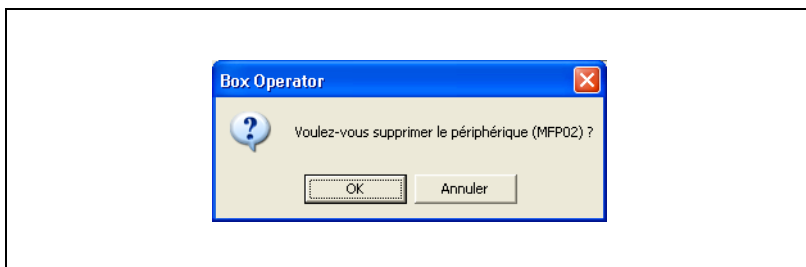 Box Operator
Voulez-vous supprimer le périphérique (MFP02) ?
OK Annuler